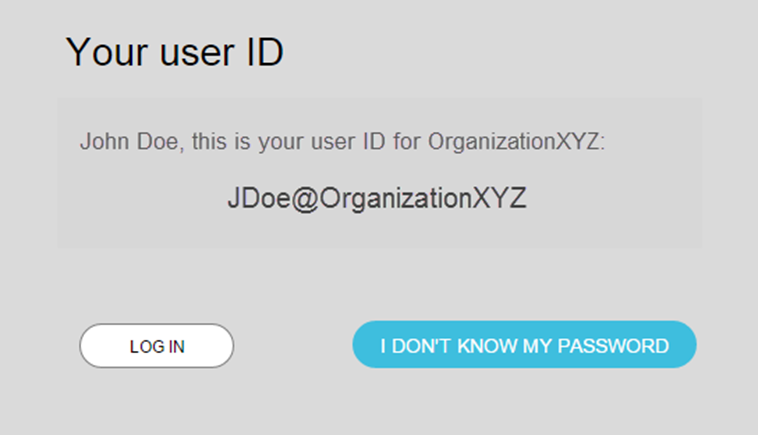 Your user ID
John Doe, this is your user ID for OrganizationXYZ:
JDoe@OrganizationXYZ
LOG IN
I DON'T KNOW MY PASSWORD